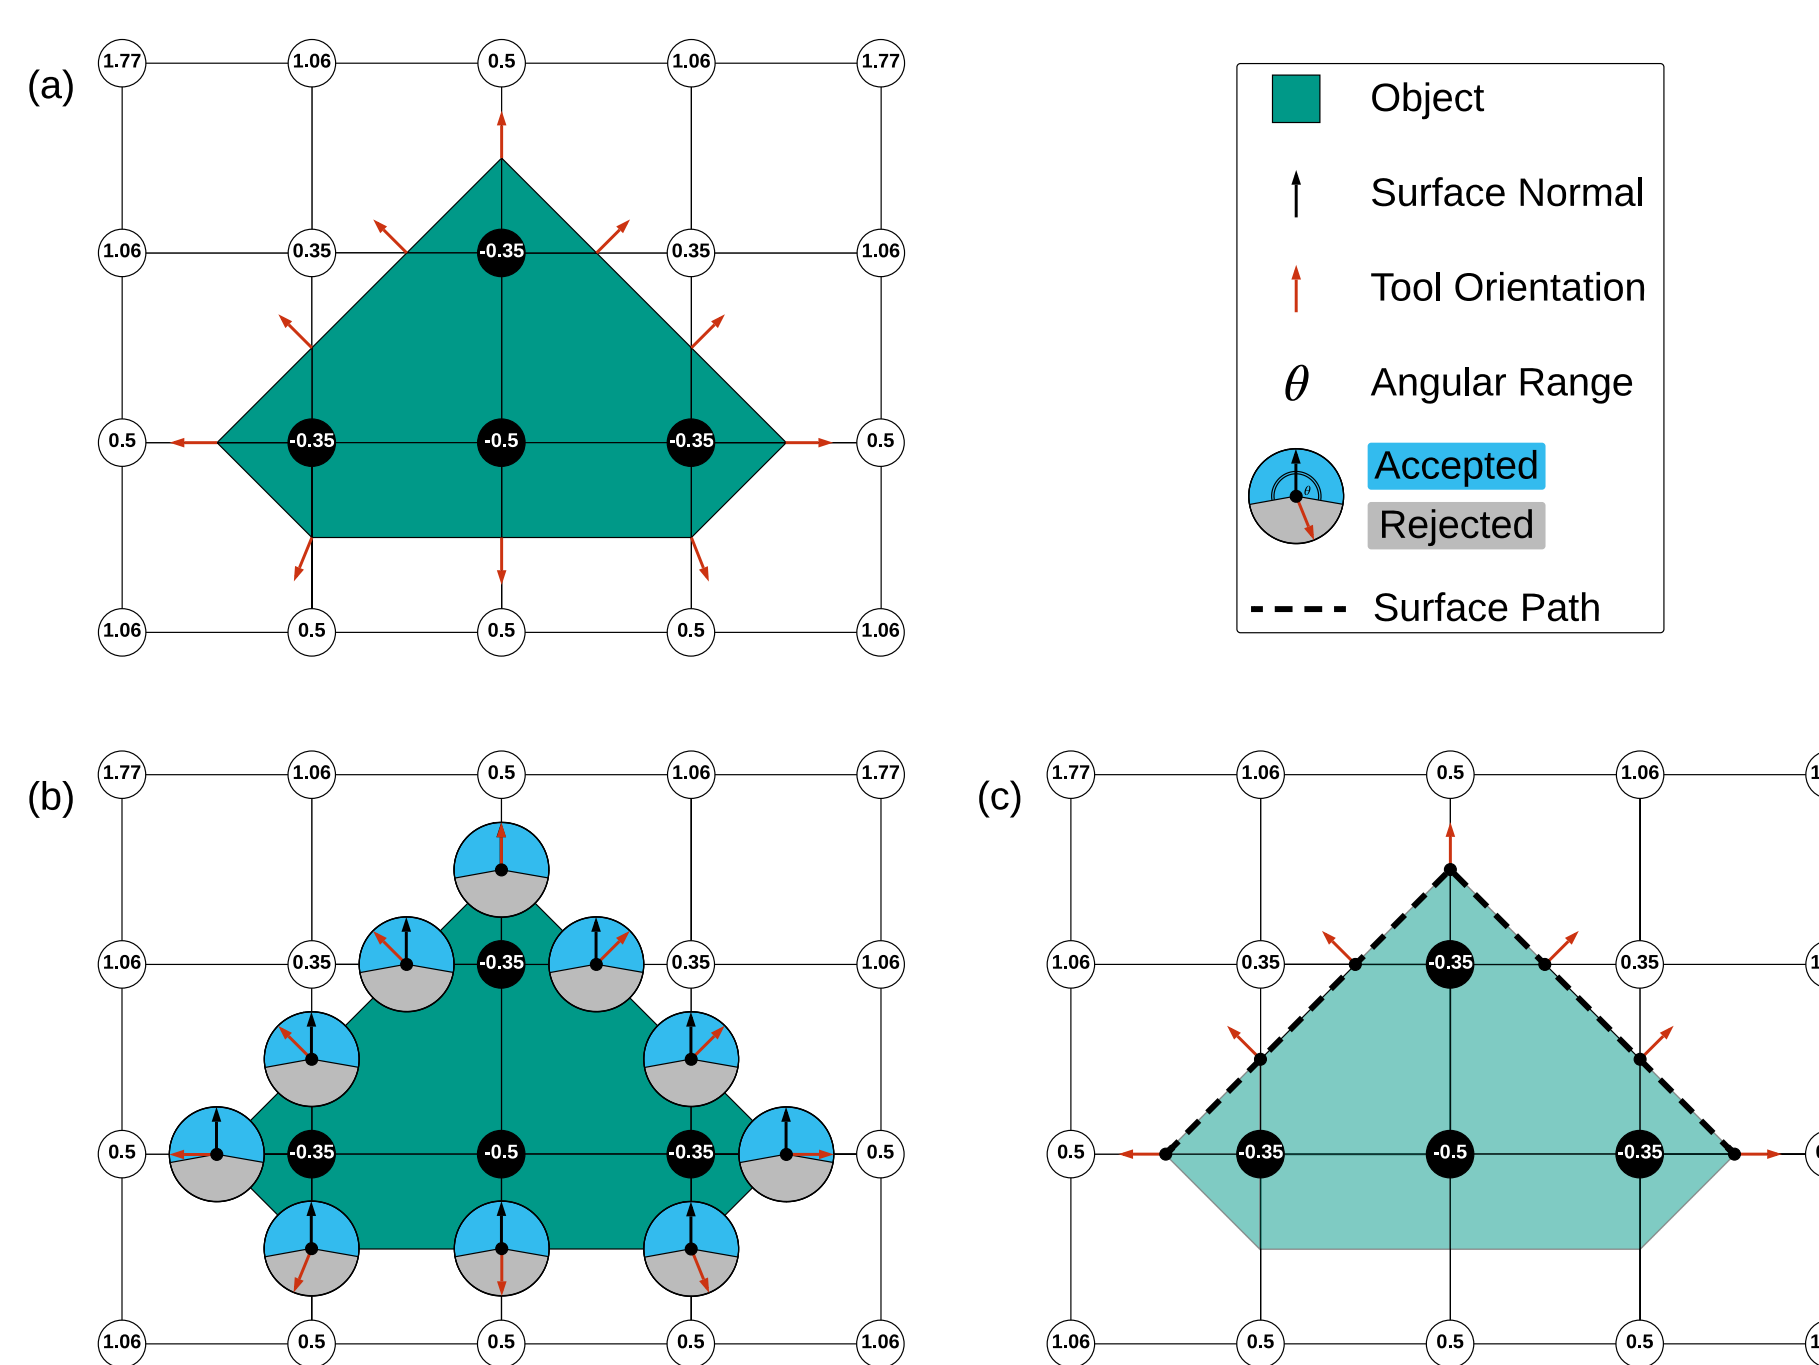 (a)
1.77 1.06 0.5 1.06 1.77
1.06 0.35 -0.35 0.35 1.06
0.5 -0.35 -0.5 -0.35 0.5
1.06 0.5 0.5 0.5 1.06
Object
Surface Normal
Tool Orientation
θ Angular Range
θ
Accepted
Rejected
Surface Path
(b)
1.77 1.06 0.5 1.06 1.77
1.06 0.35 -0.35 0.35 1.06
0.5 -0.35 -0.5 -0.35 0.5
1.06 0.5 0.5 0.5 1.06
(c)
1.77 1.06 0.5 1.06
1.06 0.35 -0.35 0.35
0.5 -0.35 -0.5 -0.35
1.06 0.5 0.5 0.5